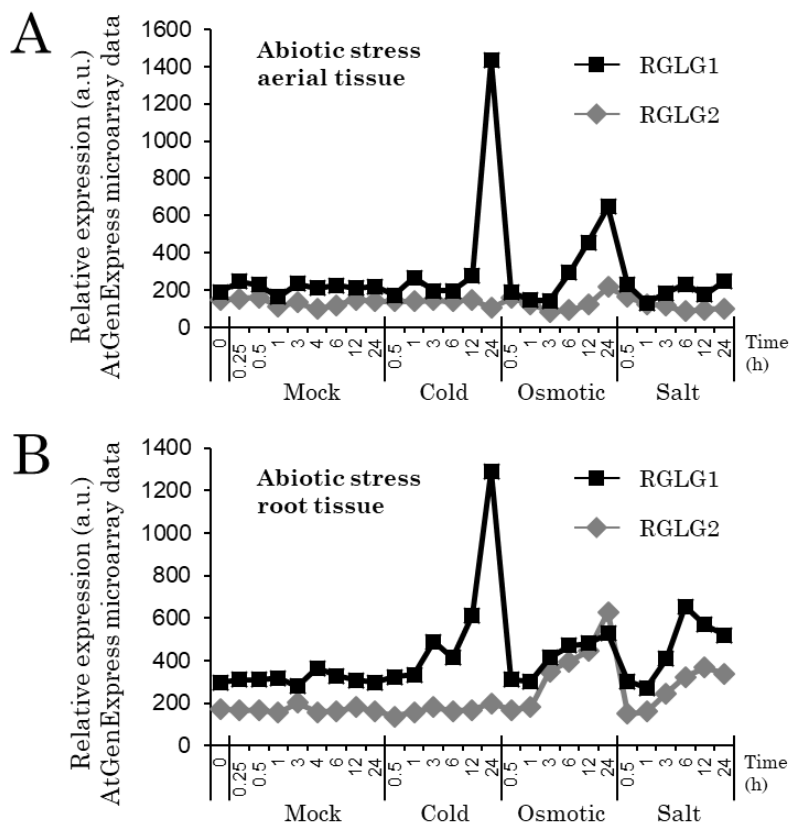 A
Relative expression (a.u.)
AtGenExpress microarray data
1600
1400
1200
1000
800
600
400
200
0
Abiotic stress
aerial tissue
RGLG1
RGLG2
0 0.25 0.5 1 3 4 6 12 24 0.5 1 3 6 12 24 0.5 1 3 6 12 24 0.5 1 3 6 12 24
Time
(h)
Mock Cold Osmotic Salt
B
Relative expression (a.u.)
AtGenExpress microarray data
1400
1200
1000
800
600
400
200
0
Abiotic stress
root tissue
RGLG1
RGLG2
0 0.25 0.5 1 3 4 6 12 24 0.5 1 3 6 12 24 0.5 1 3 6 12 24 0.5 1 3 6 12 24
Time
(h)
Mock Cold Osmotic Salt